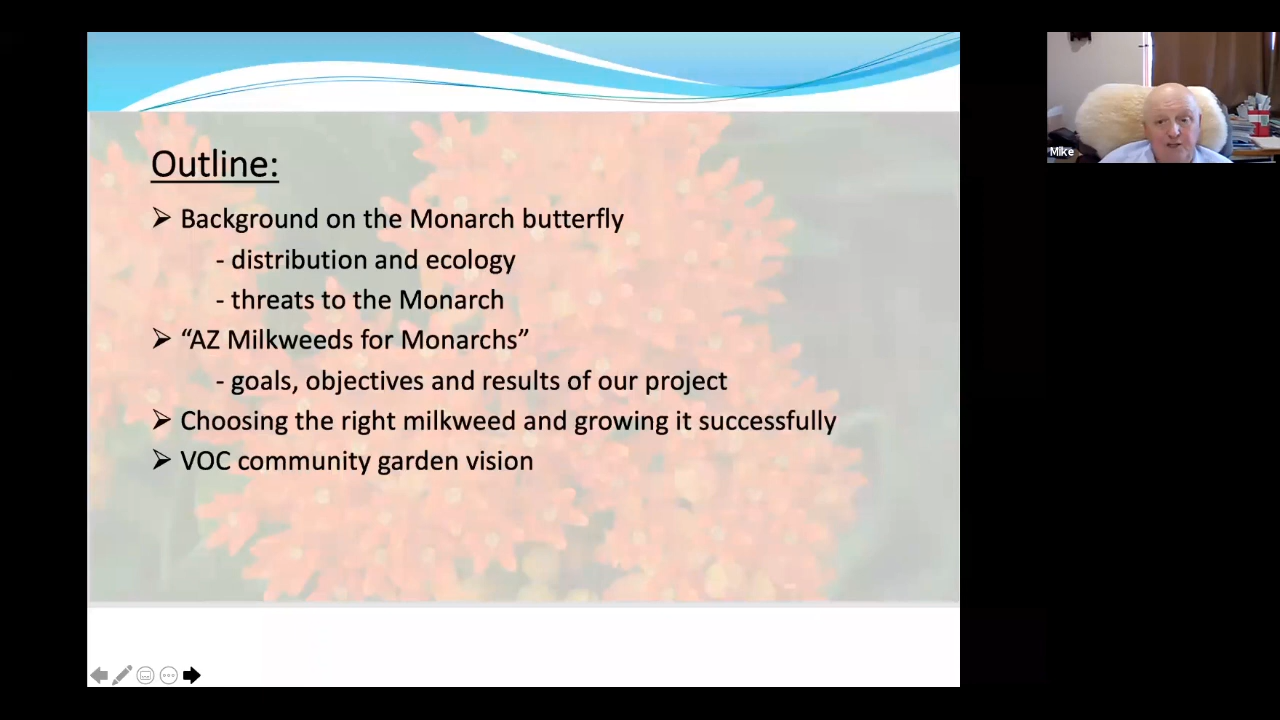 Outline:
➢ Background on the Monarch butterfly
- distribution and ecology
- threats to the Monarch
➢ “AZ Milkweeds for Monarchs”
- goals, objectives and results of our project
➢ Choosing the right milkweed and growing it successfully
➢ VOC community garden vision
Mike